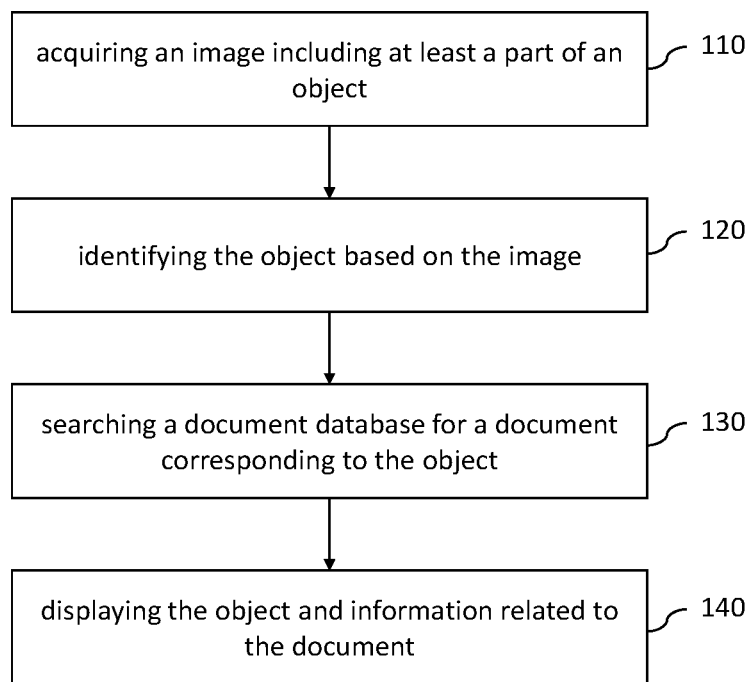 acquiring an image including at least a part of an
object
110
identifying the object based on the image
120
searching a document database for a document
corresponding to the object
130
displaying the object and information related to
the document
140